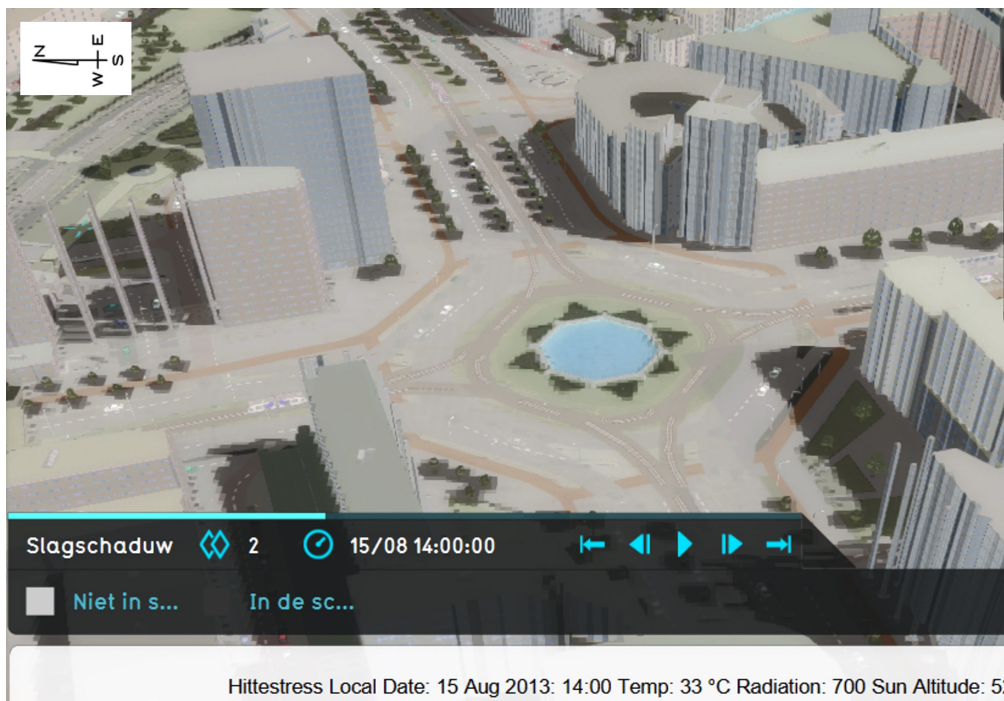 N
E
S
W
Slagschaduw 2 15/08 14:00:00
Niet in s... In de sc...
Hittestress Local Date: 15 Aug 2013: 14:00 Temp: 33 °C Radiation: 700 Sun Altitude: